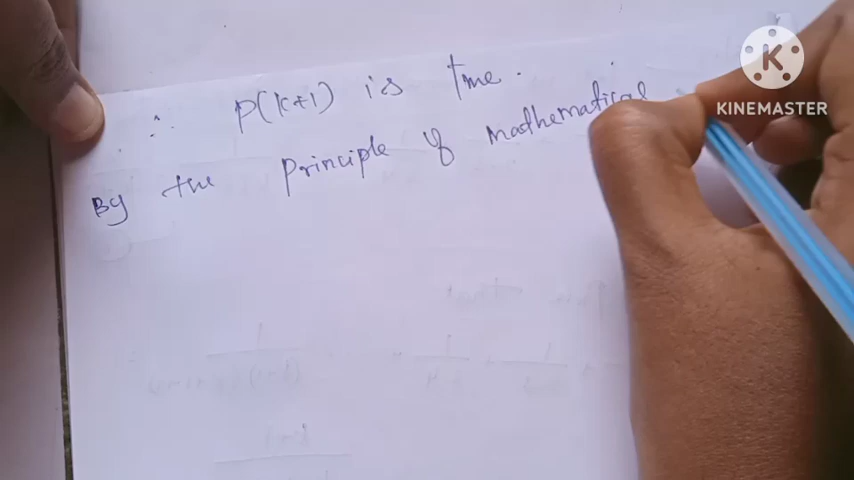 ∴ P(k+1) is true.
By the principle of mathematical
KINEMASTER